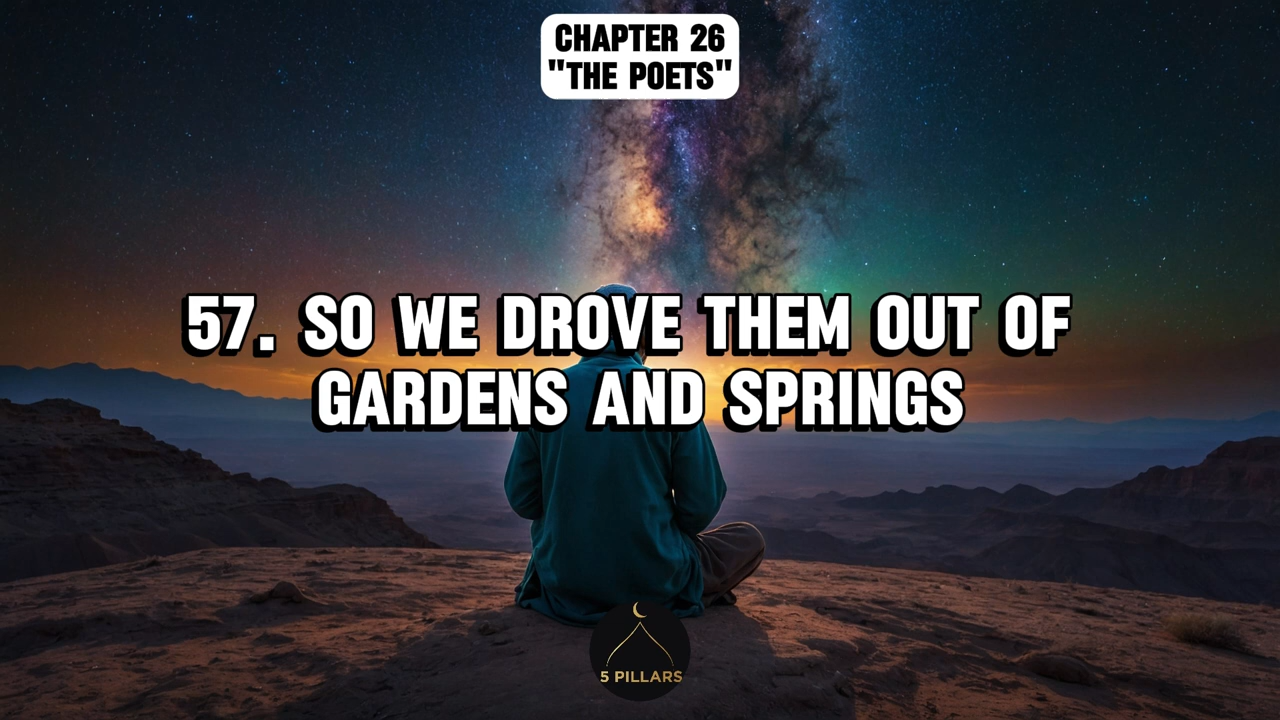 CHAPTER 26
"THE POETS"
57. SO WE DROVE THEM OUT OF
GARDENS AND SPRINGS
5 PILLARS